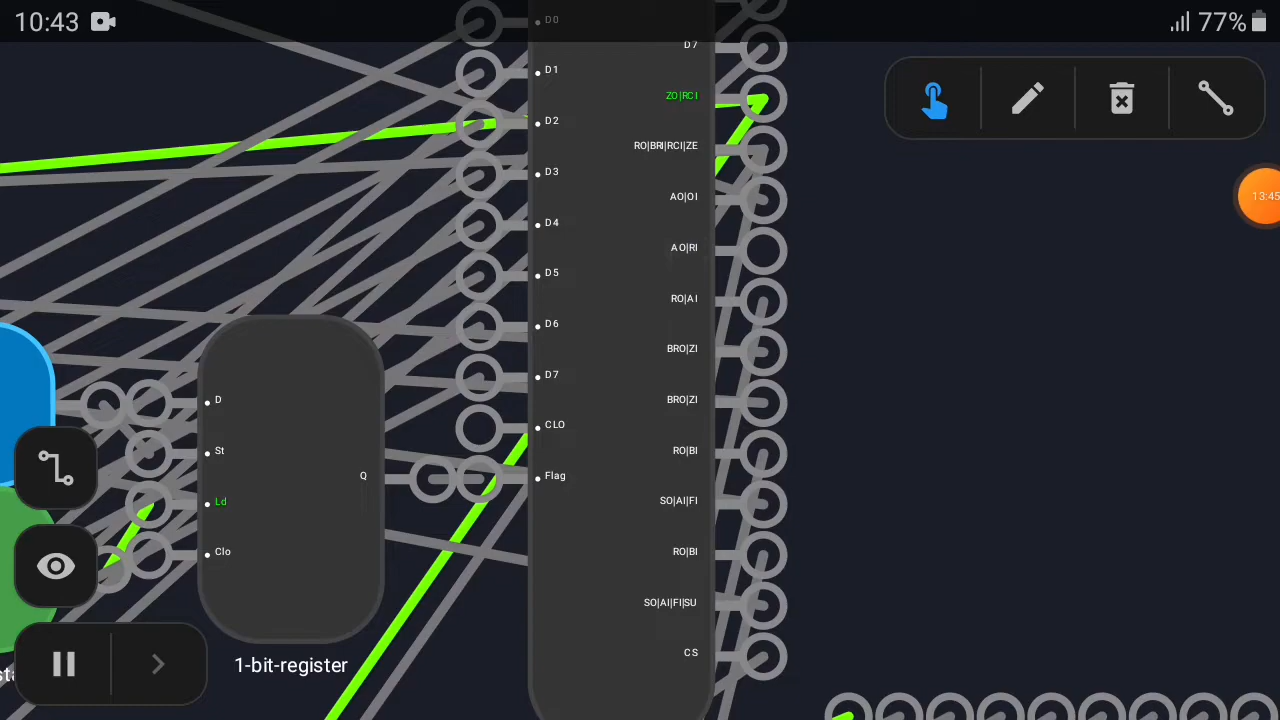 10:43
77%
13:45
D0
D1
D2
D3
D4
D5
D6
D7
CLO
Flag
D7
ZO|RCI
RO|BRI|RCI|ZE
AO|OI
AO|RI
RO|AI
BRO|ZI
BRO|ZI
RO|BI
SO|AI|FI
RO|BI
SO|AI|FI|SU
CS
D
St
Ld
Clo
Q
1-bit-register